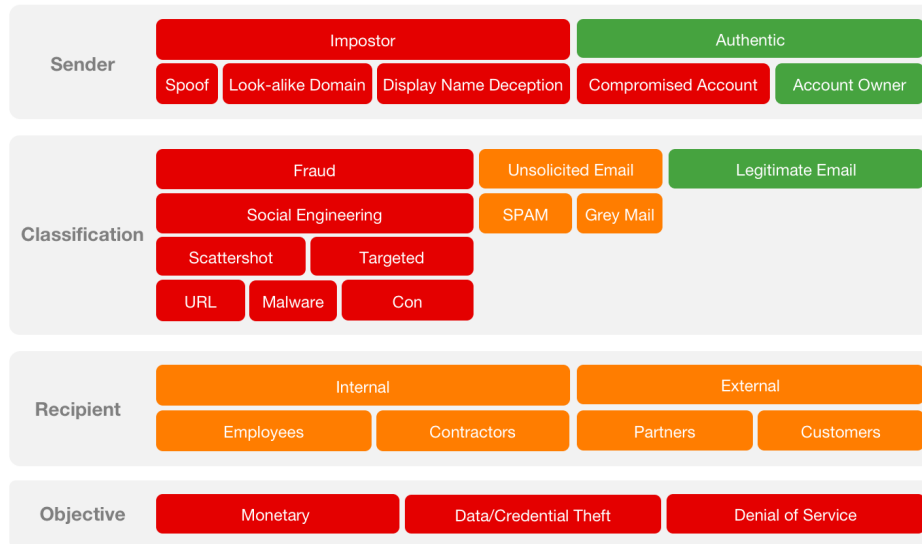 Sender
Impostor
Authentic
Spoof
Look-alike Domain
Display Name Deception
Compromised Account
Account Owner
Classification
Fraud
Unsolicited Email
Legitimate Email
Social Engineering
SPAM
Grey Mail
Scattershot
Targeted
URL
Malware
Con
Recipient
Internal
External
Employees
Contractors
Partners
Customers
Objective
Monetary
Data/Credential Theft
Denial of Service